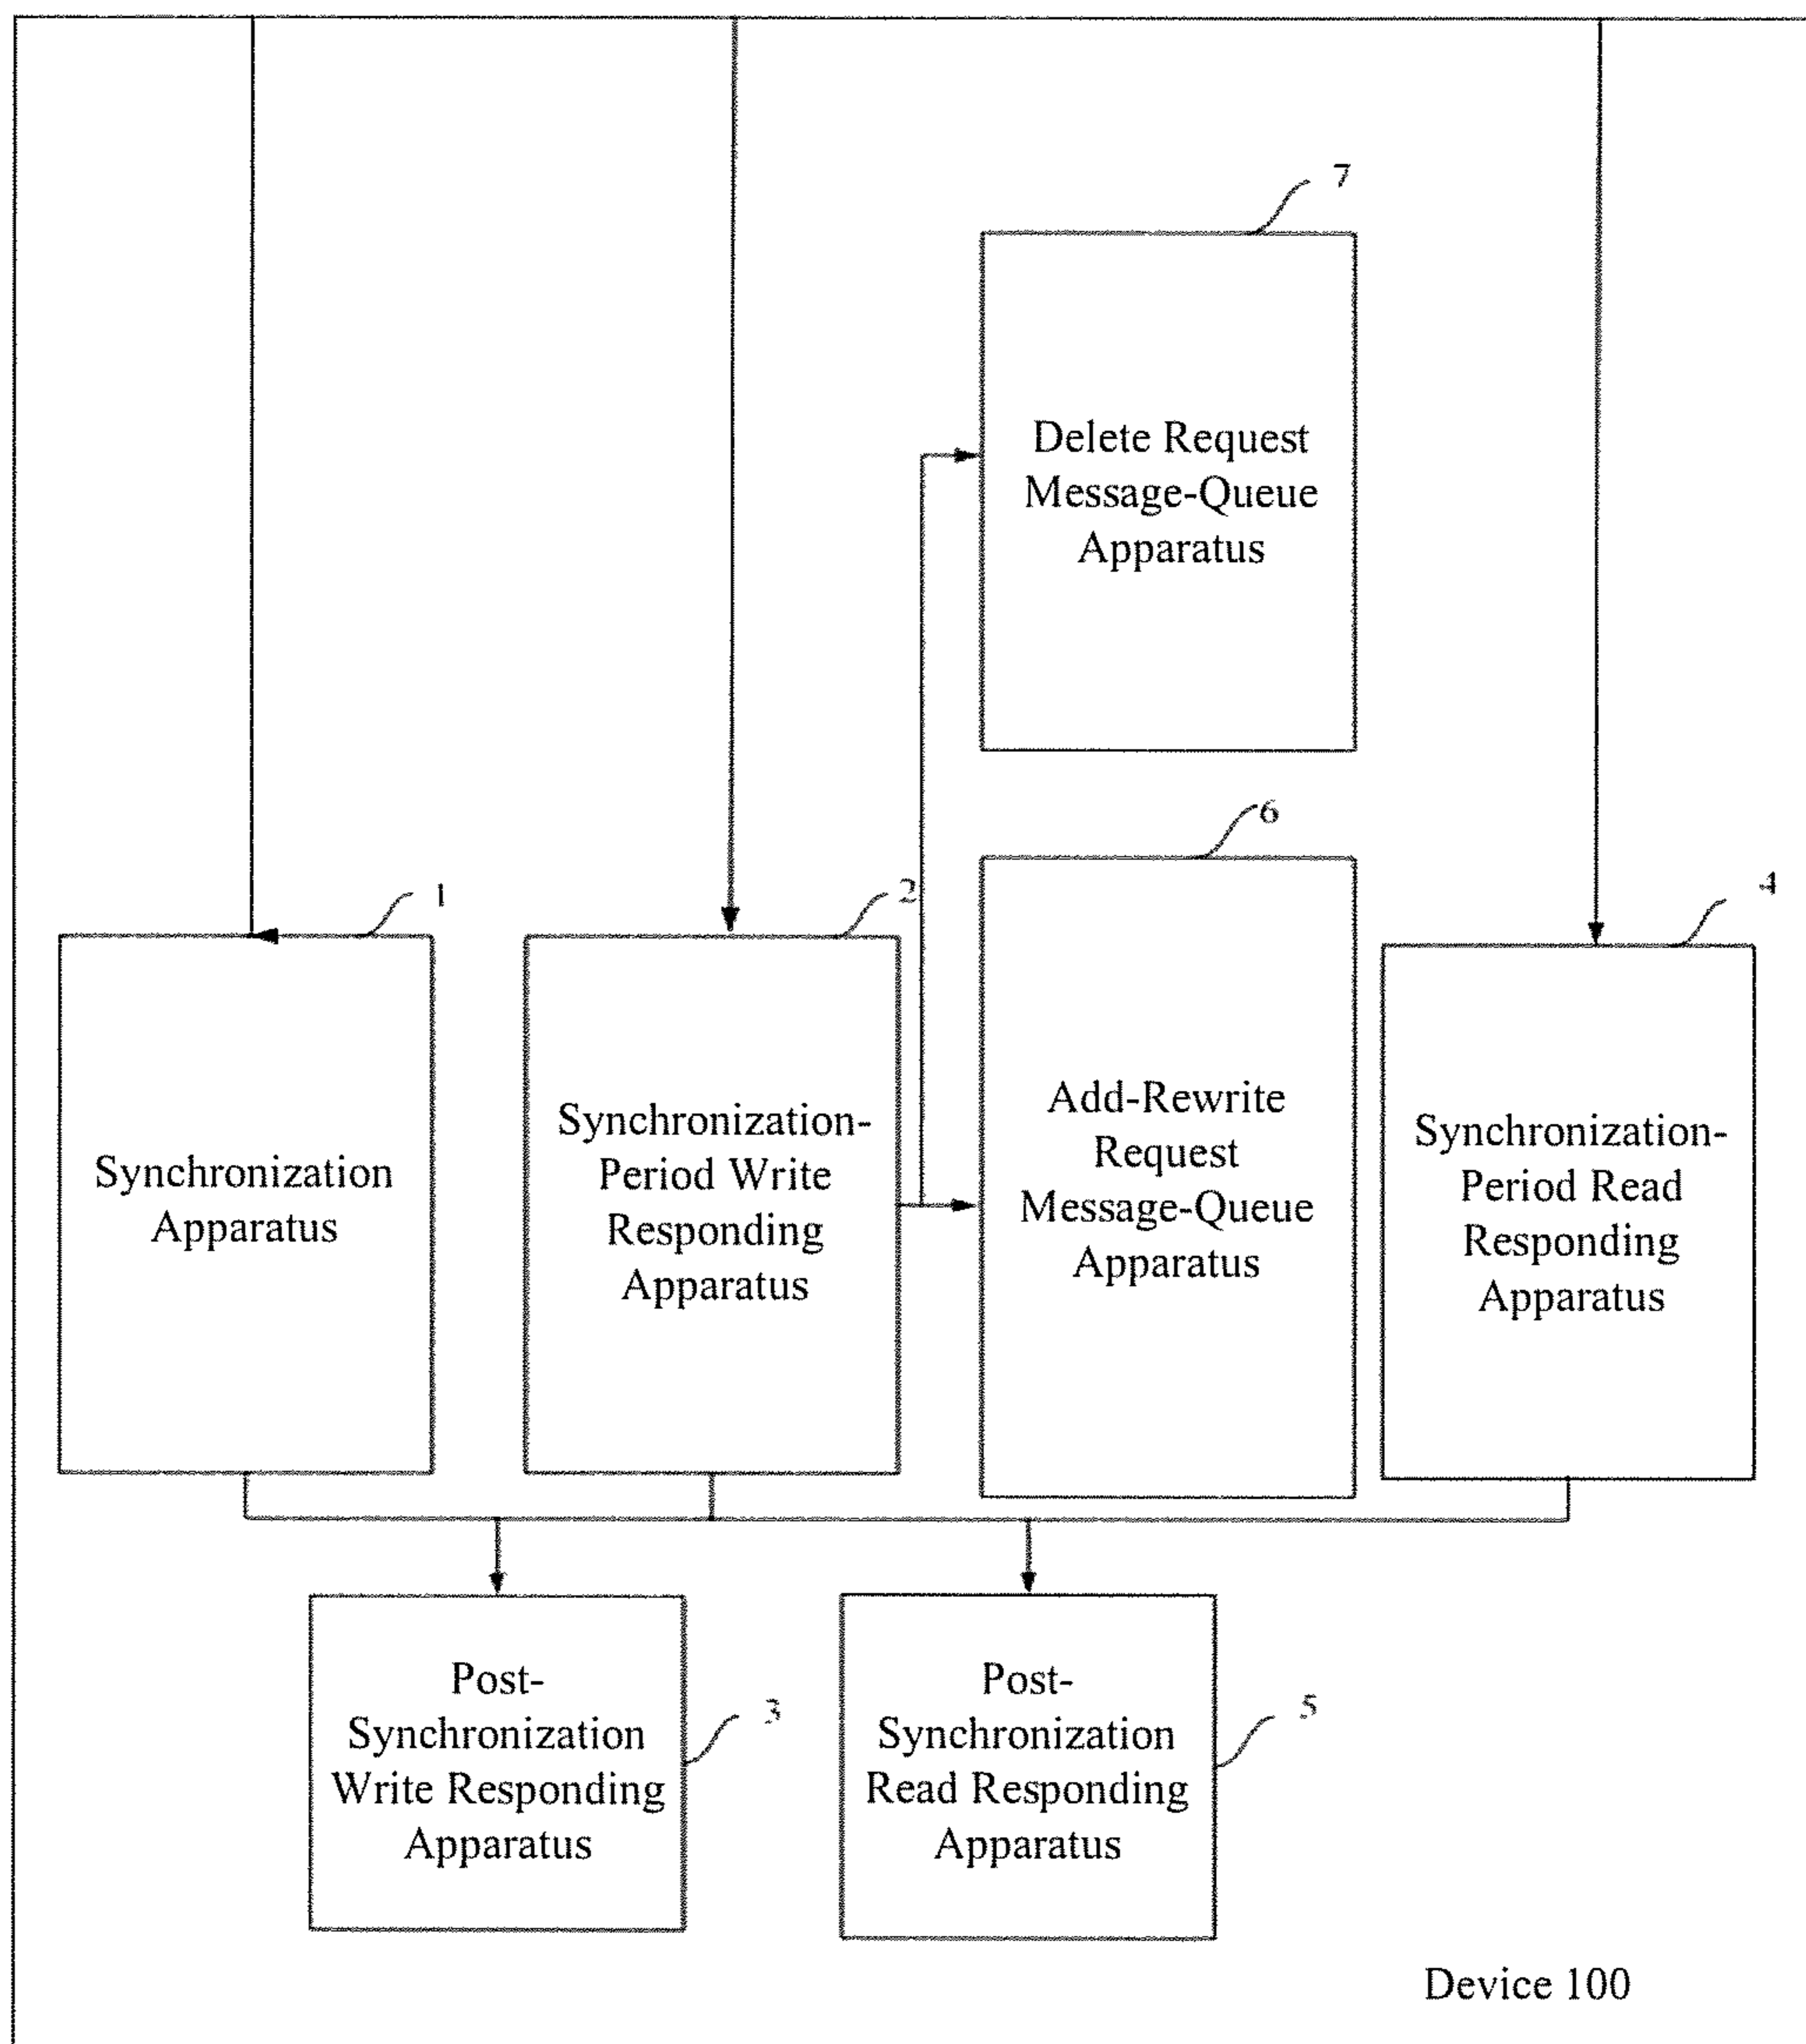 7
Delete Request
Message-Queue
Apparatus
6
1
2
4
Synchronization
Apparatus
Synchronization-
Period Write
Responding
Apparatus
Add-Rewrite
Request
Message-Queue
Apparatus
Synchronization-
Period Read
Responding
Apparatus
Post-
Synchronization
Write Responding
Apparatus
3
Post-
Synchronization
Read Responding
Apparatus
5
Device 100